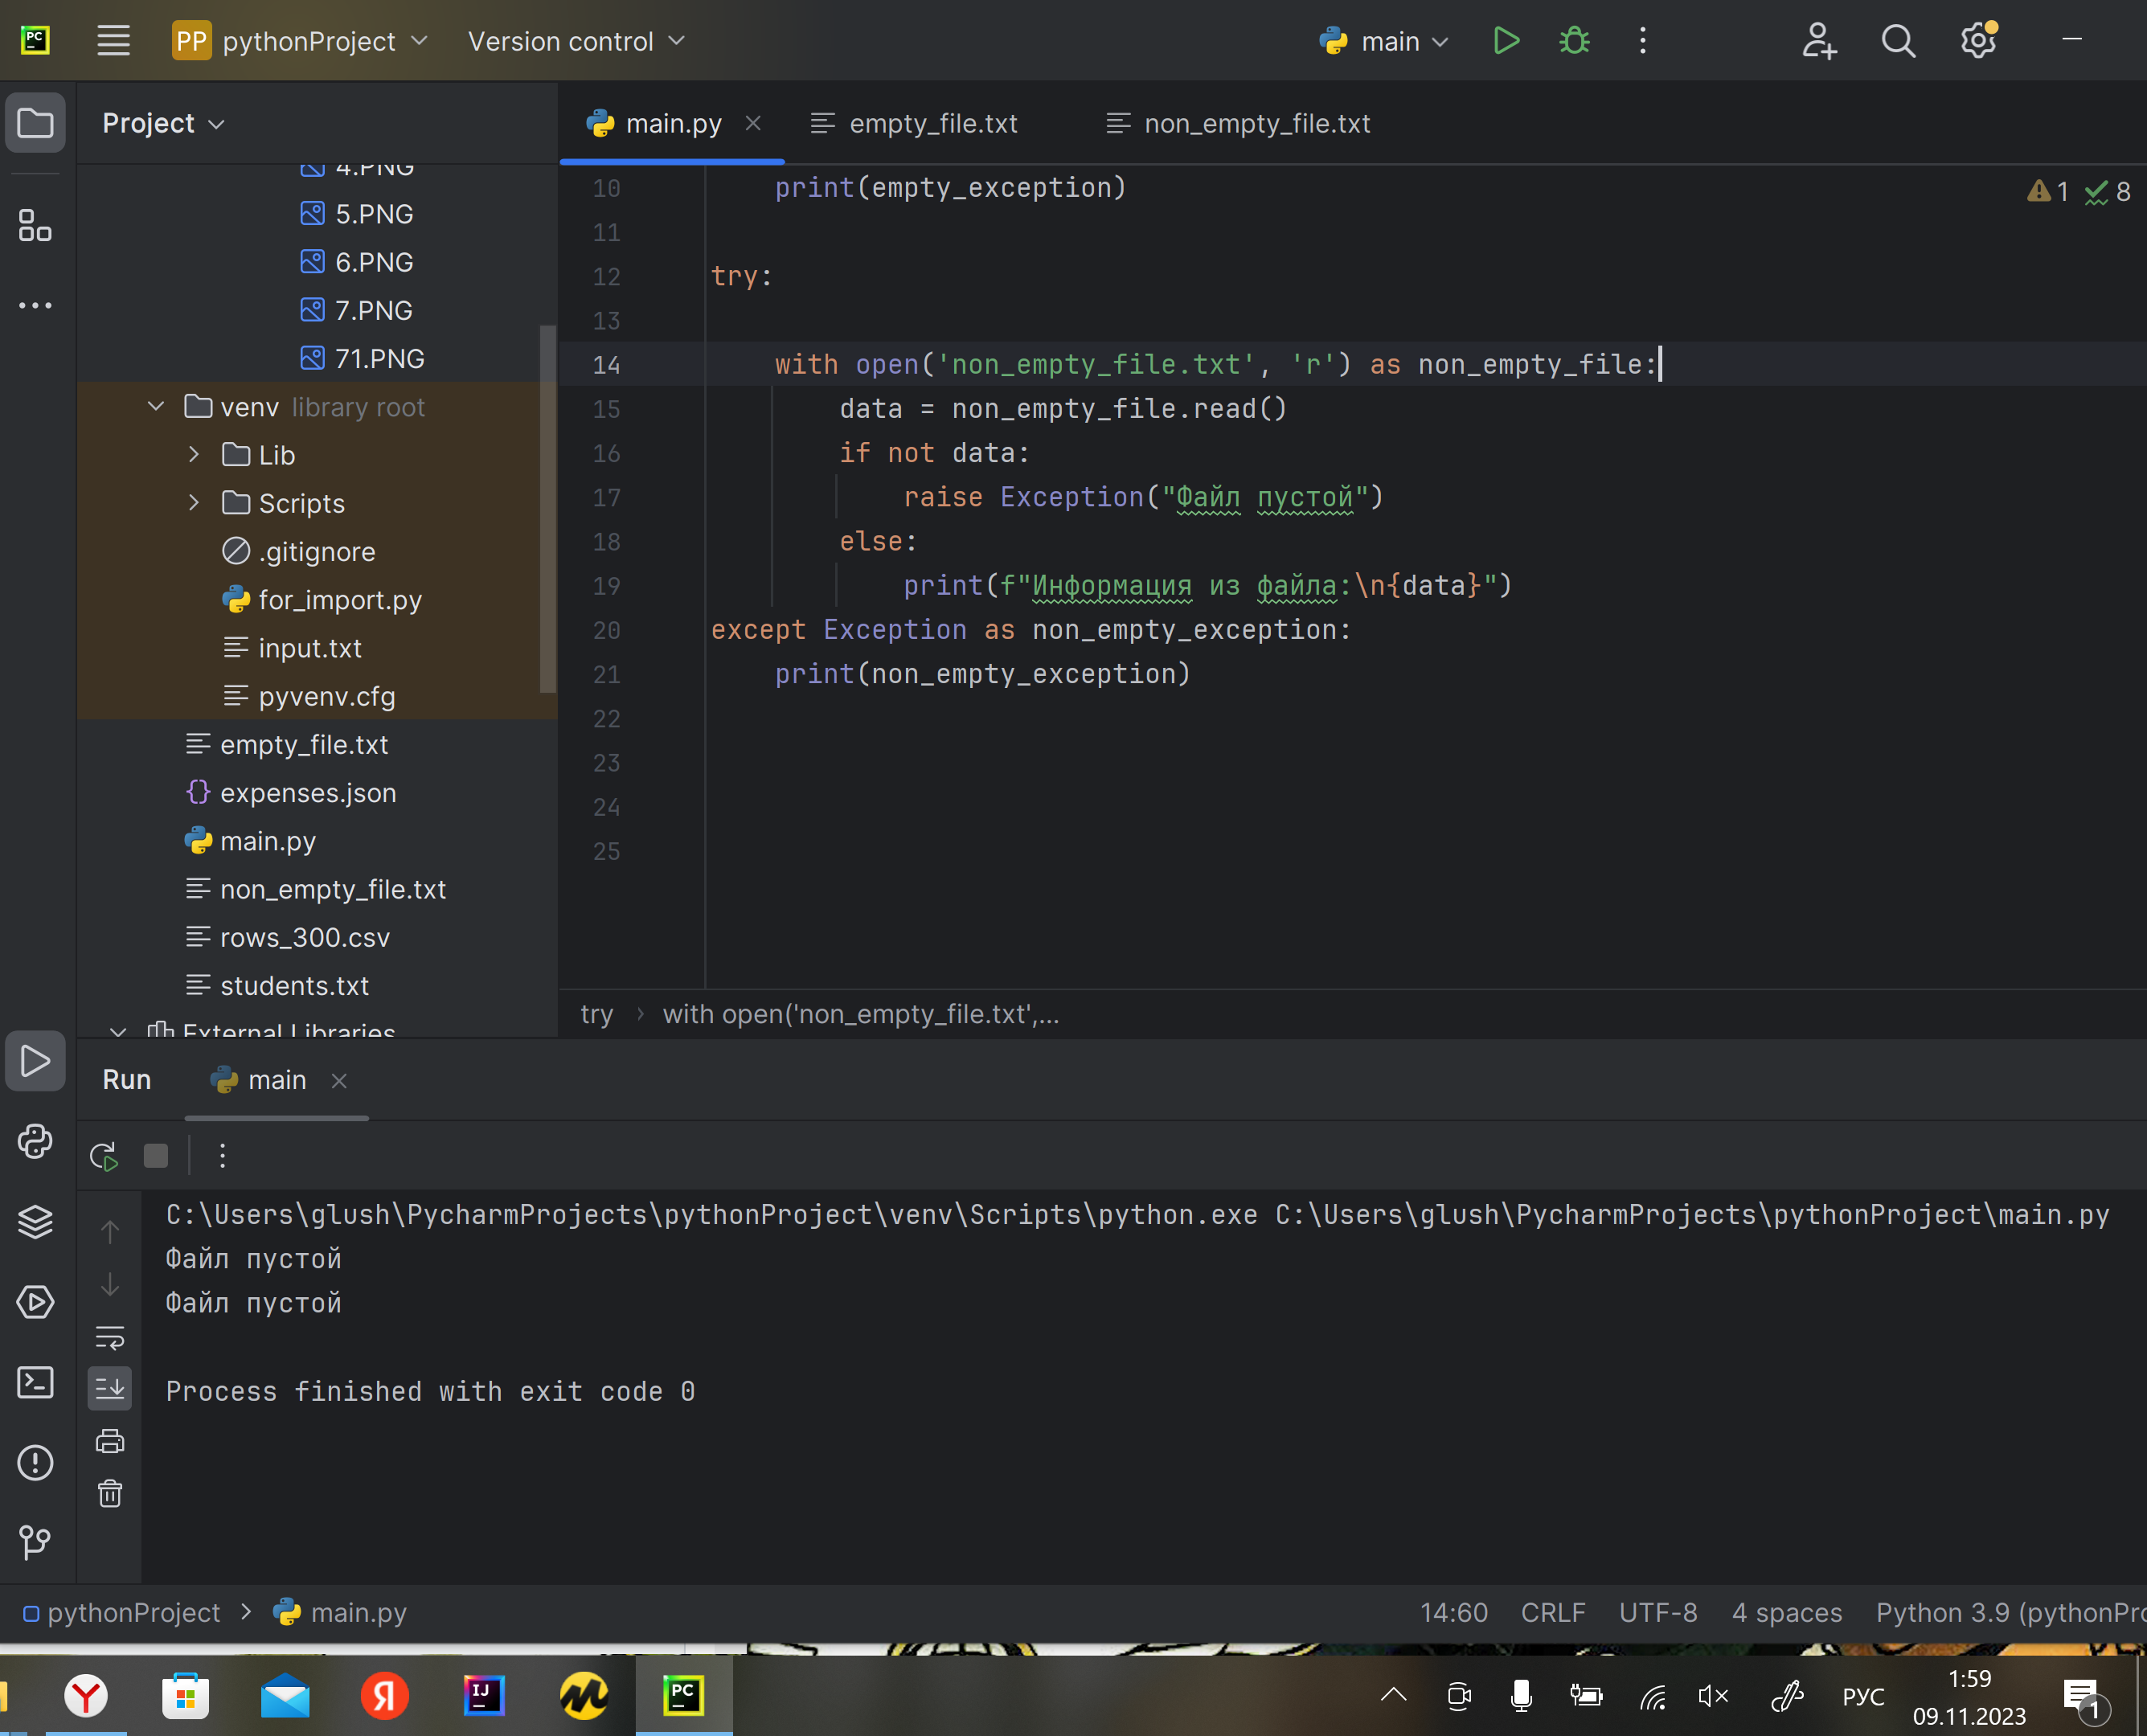 PC
PP pythonProject Version control main
Project
main.py empty_file.txt non_empty_file.txt
4.PNG
5.PNG
6.PNG
7.PNG
71.PNG
venv library root
Lib
Scripts
.gitignore
for_import.py
input.txt
pyvenv.cfg
empty_file.txt
expenses.json
main.py
non_empty_file.txt
rows_300.csv
students.txt
External Libraries
1 8
10 print(empty_exception)
11
12 try:
13
14 with open('non_empty_file.txt', 'r') as non_empty_file:
15 data = non_empty_file.read()
16 if not data:
17 raise Exception("Файл пустой")
18 else:
19 print(f"Информация из файла:\n{data}")
20 except Exception as non_empty_exception:
21 print(non_empty_exception)
22
23
24
25
try › with open('non_empty_file.txt',...
Run main
C:\Users\glush\PycharmProjects\pythonProject\venv\Scripts\python.exe C:\Users\glush\PycharmProjects\pythonProject\main.py
Файл пустой
Файл пустой
Process finished with exit code 0
pythonProject > main.py 14:60 CRLF UTF-8 4 spaces Python 3.9 (pythonPro
Y Я IJ M PC РУС 1:59
09.11.2023 1